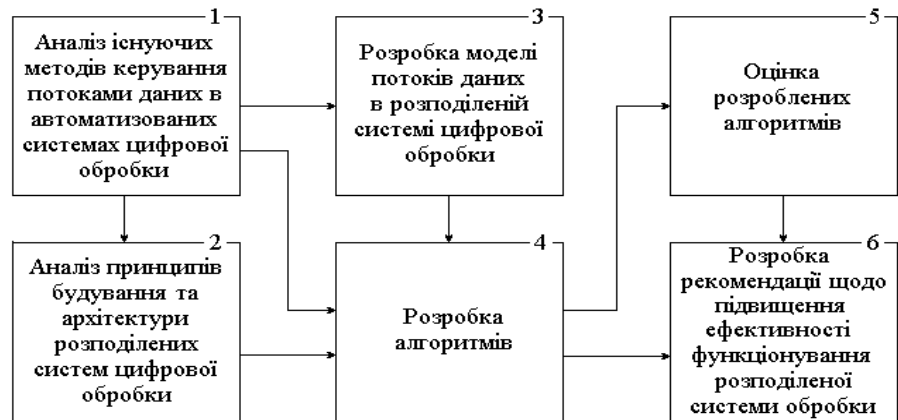 1
Аналіз існуючих
методів керування
потоками даних в
автоматизованих
системах цифрової
обробки
2
Аналіз принципів
будування та
архітектури
розподілених
систем цифрової
обробки
3
Розробка моделі
потоків даних
в розподіленій
системі цифрової
обробки
4
Розробка
алгоритмів
5
Оцінка
розроблених
алгоритмів
6
Розробка
рекомендації щодо
підвищення
ефективності
функціонування
розподіленої
системи обробки